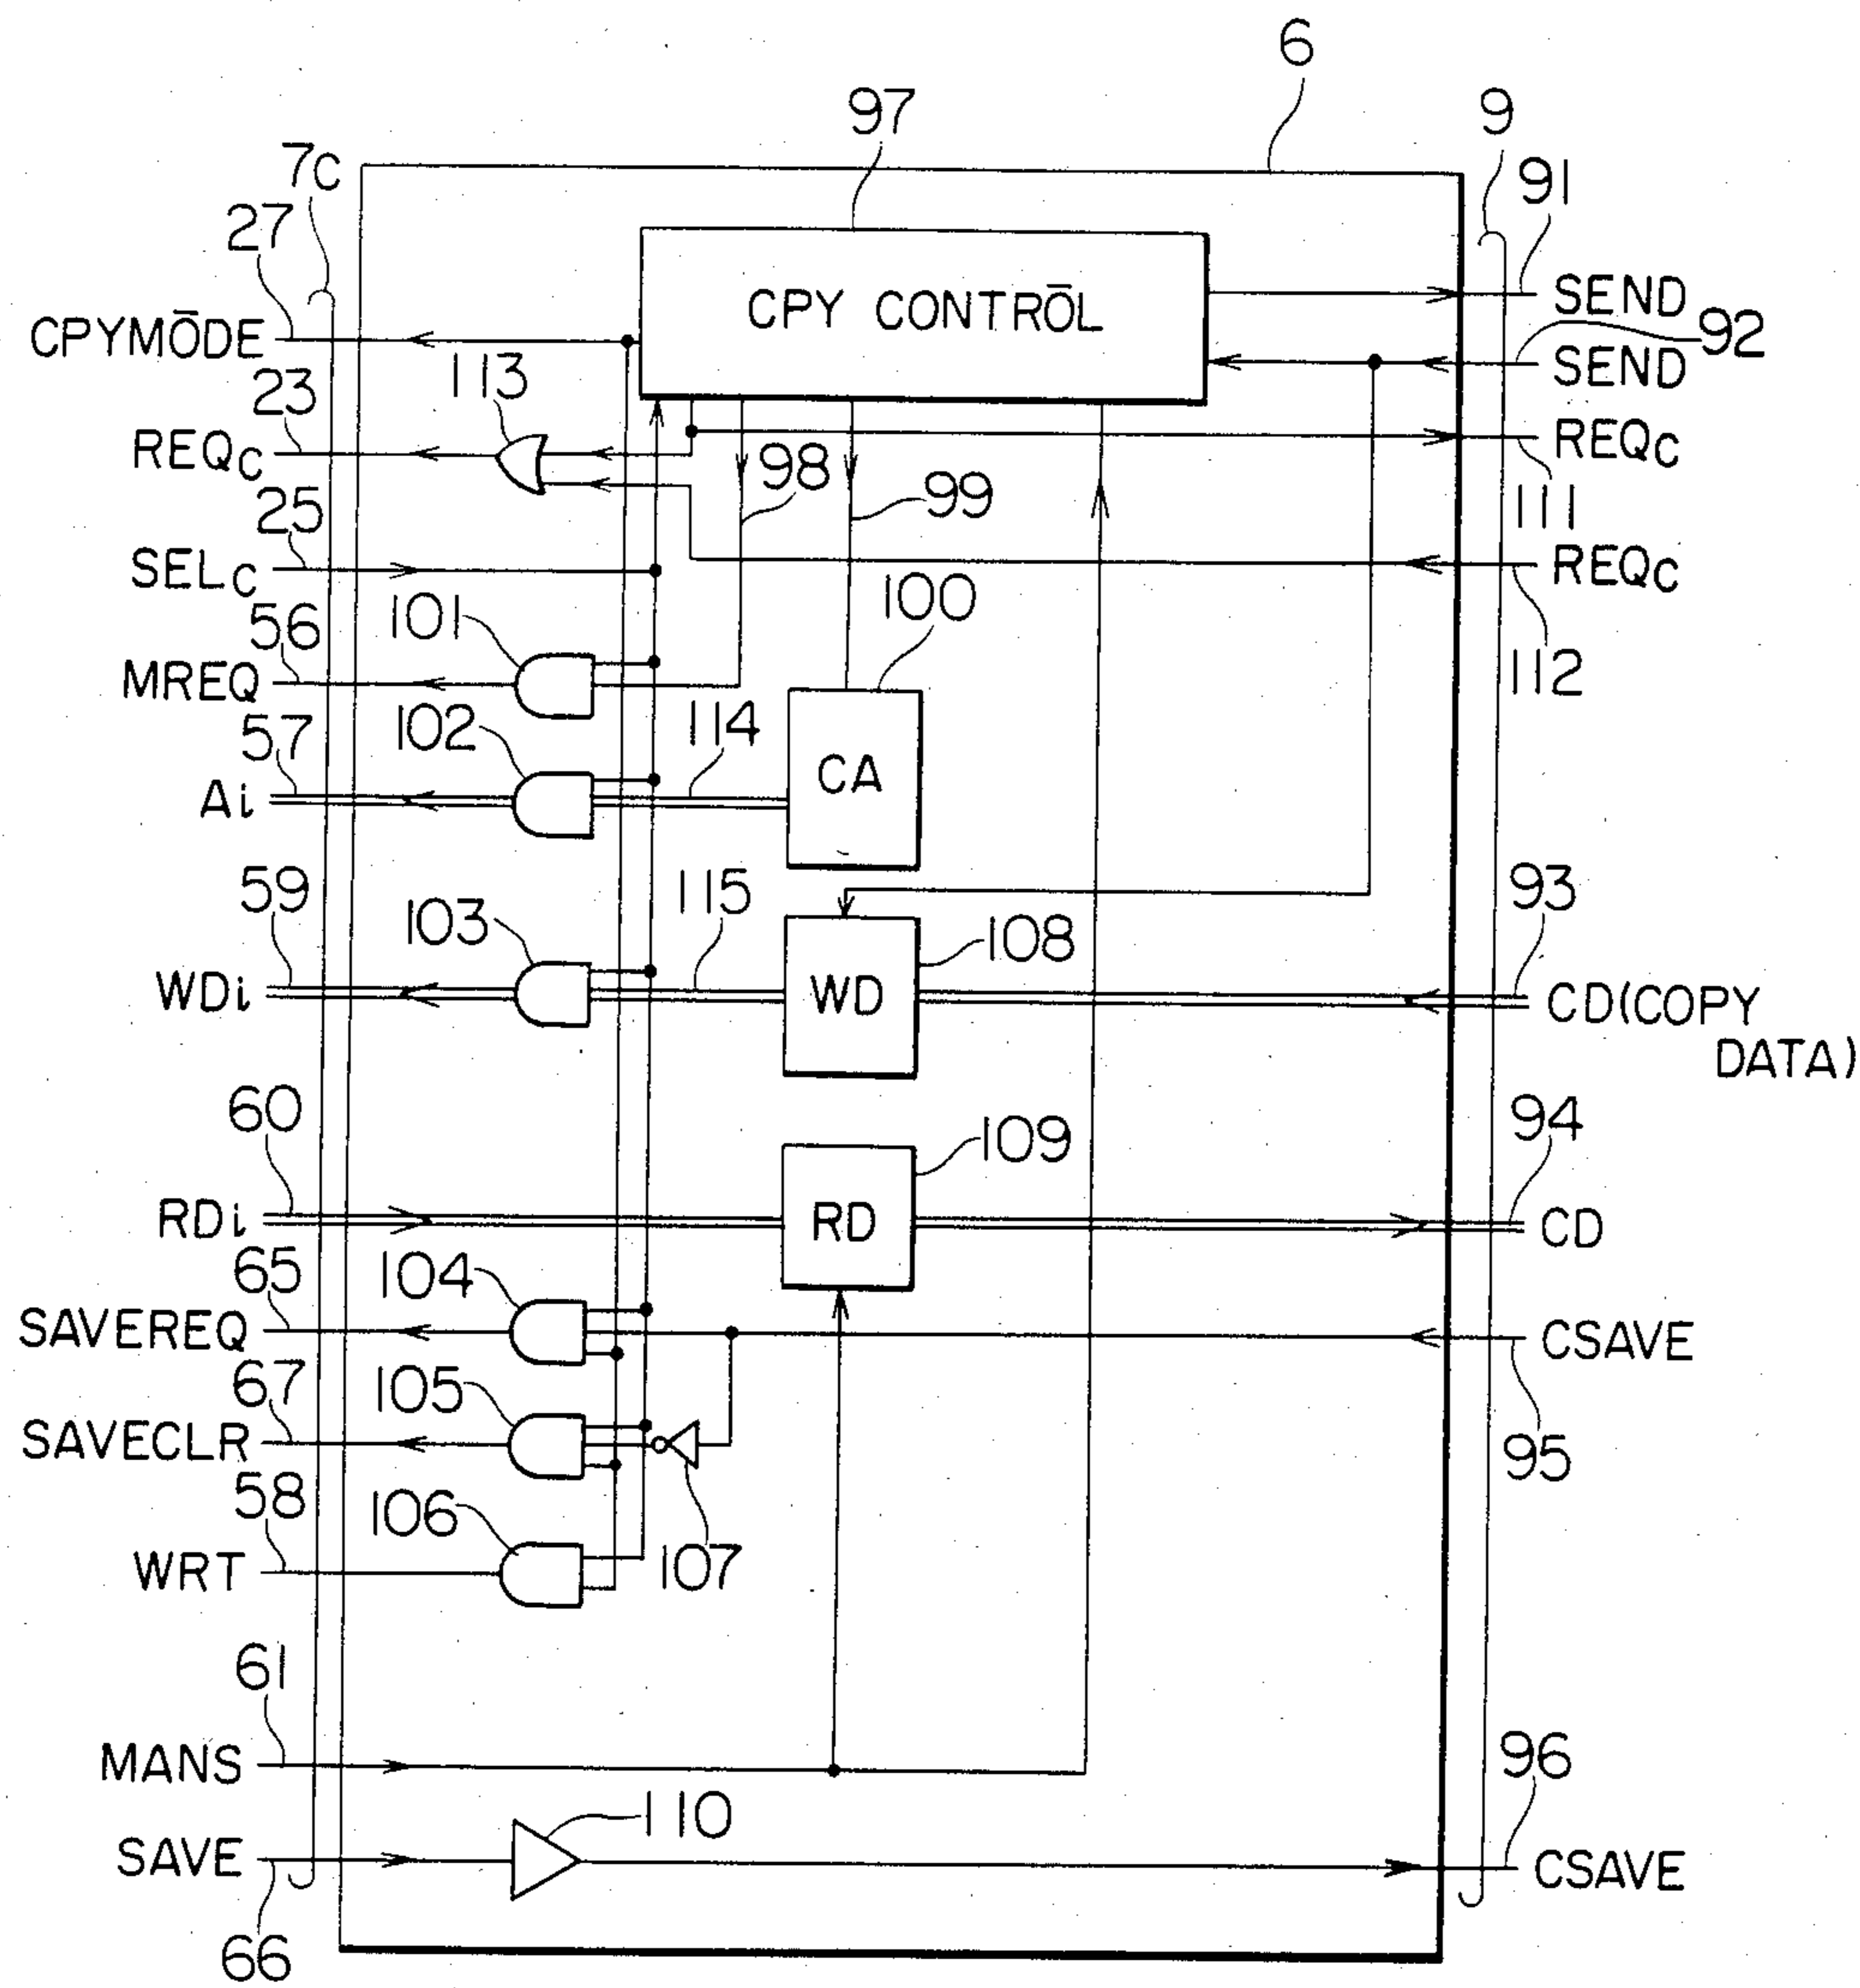 6
97
9
7c
91
27
CPY CONTRŌL
SEND
CPYMŌDE
92
SEND
113
23
REQC
98
REQC
99
25
111
SELC
REQC
100
101
56
112
MREQ
102
114
57
CA
Ai
93
59
115
103
108
WDi
WD
CD(COPY
DATA)
60
94
109
RDi
RD
CD
65
104
SAVEREQ
CSAVE
67
105
SAVECLR
95
58
106
107
WRT
61
MANS
96
110
SAVE
CSAVE
66